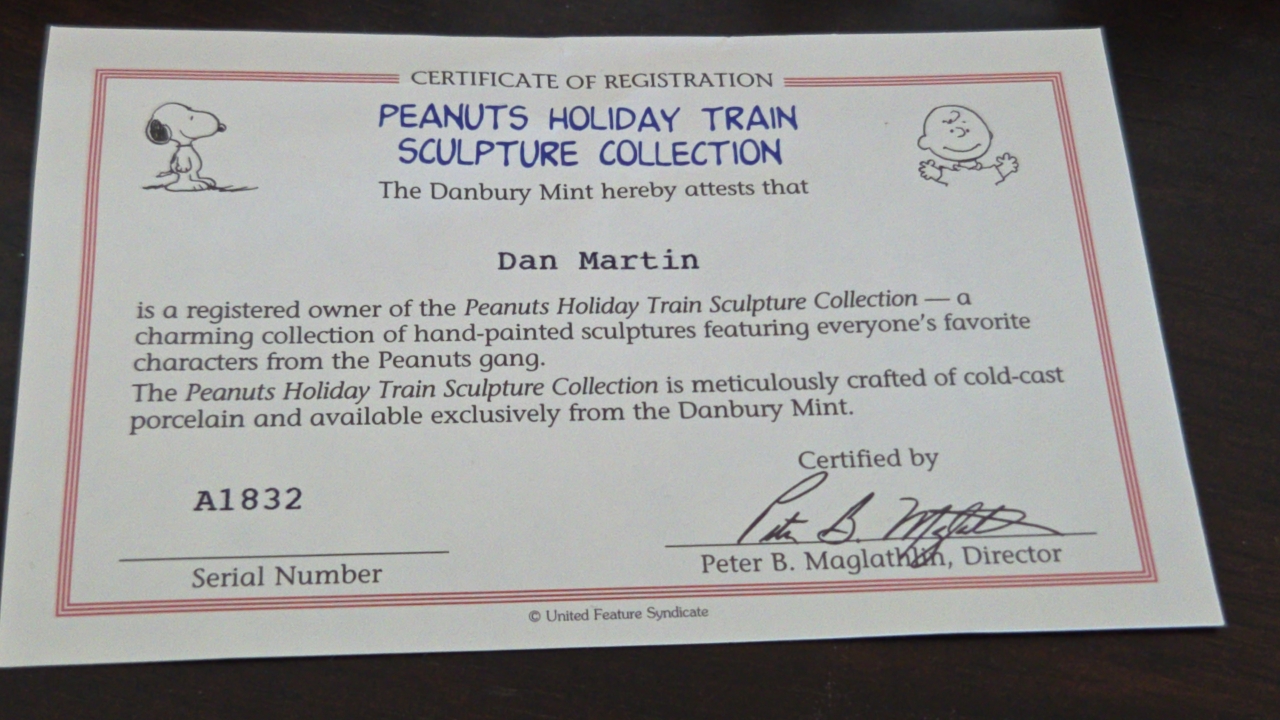 CERTIFICATE OF REGISTRATION
PEANUTS HOLIDAY TRAIN
SCULPTURE COLLECTION
The Danbury Mint hereby attests that
Dan Martin
is a registered owner of the Peanuts Holiday Train Sculpture Collection — a
charming collection of hand-painted sculptures featuring everyone's favorite
characters from the Peanuts gang.
The Peanuts Holiday Train Sculpture Collection is meticulously crafted of cold-cast
porcelain and available exclusively from the Danbury Mint.
Certified by
A1832
Peter B. Maglathlin
Serial Number
Peter B. Maglathlin, Director
© United Feature Syndicate